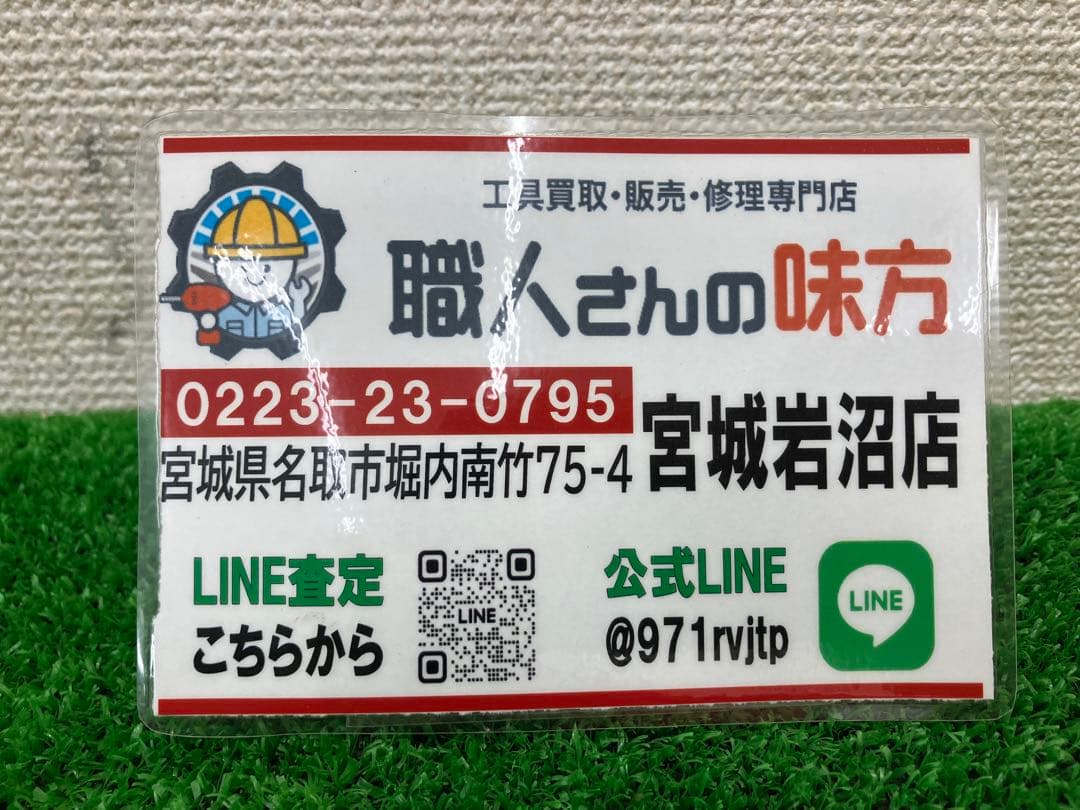 工具買取・販売・修理専門店
職人さんの味方
0223-23-0795
宮城県名取市堀内南竹75-4
宮城岩沼店
LINE査定
こちらから
LINE
公式LINE
@971rvjtp
LINE